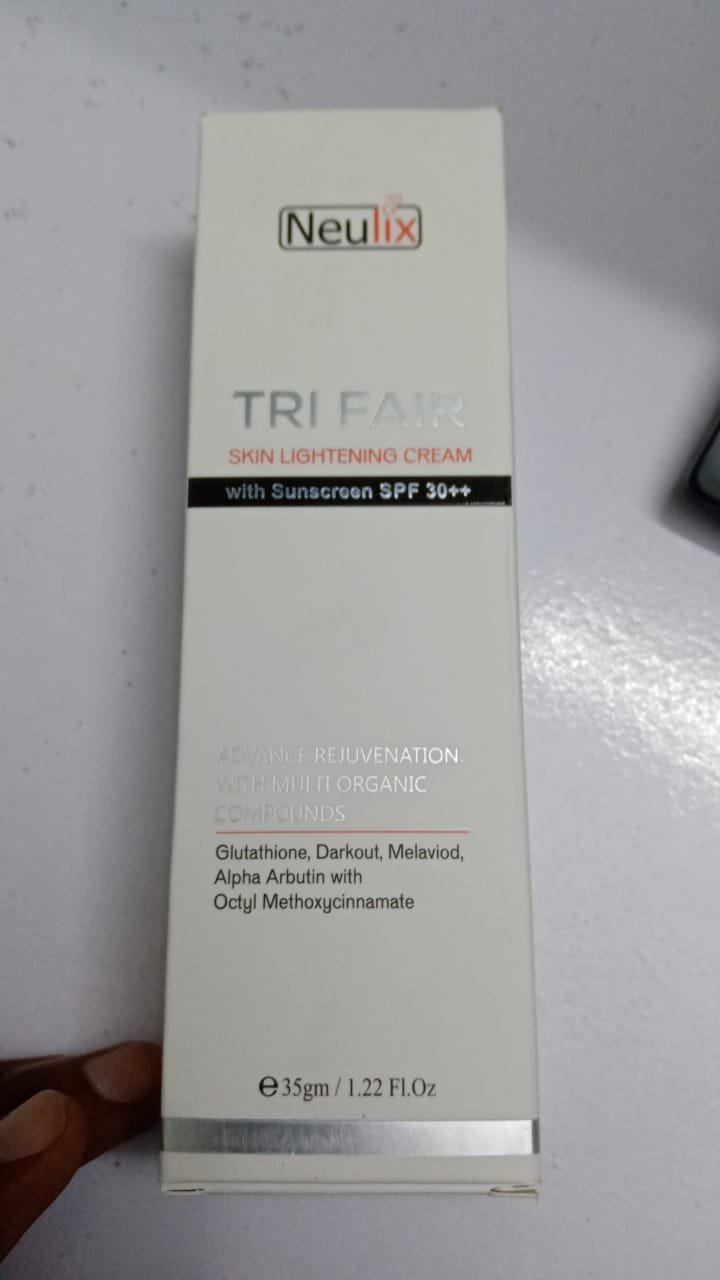 Neulix
TRI FAIR
SKIN LIGHTENING CREAM
with Sunscreen SPF 30++
ADVANCE REJUVENATION
WITH MULTI ORGANIC
COMPOUNDS
Glutathione, Darkout, Melaviod,
Alpha Arbutin with
Octyl Methoxycinnamate
℮35gm / 1.22 Fl.Oz